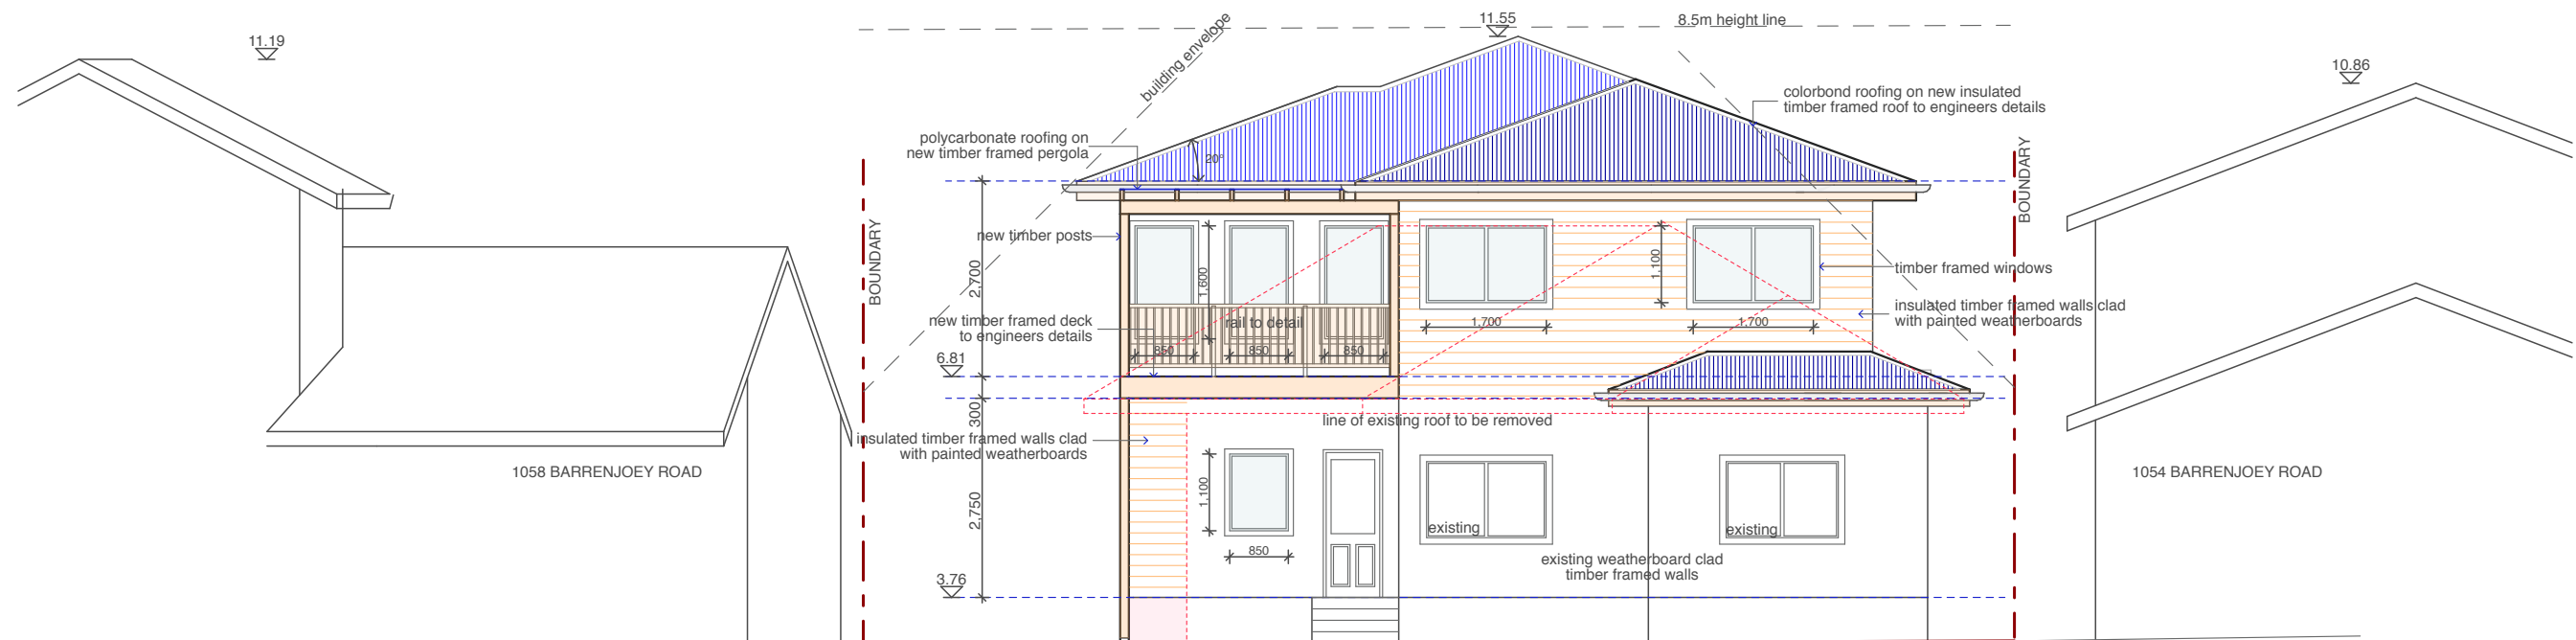 11.19
building envelope
11.55
8.5m height line
10.86
colorbond roofing on new insulated
timber framed roof to engineers details
polycarbonate roofing on
new timber framed pergola
20°
BOUNDARY
BOUNDARY
new timber posts
2,700
1,600
1,100
timber framed windows
insulated timber framed walls clad
with painted weatherboards
new timber framed deck
to engineers details
rail to detail
1,700
1,700
850
850
850
6.81
300
line of existing roof to be removed
insulated timber framed walls clad
with painted weatherboards
1058 BARRENJOEY ROAD
1054 BARRENJOEY ROAD
2,750
1,100
850
existing
existing
existing weatherboard clad
timber framed walls
3.76